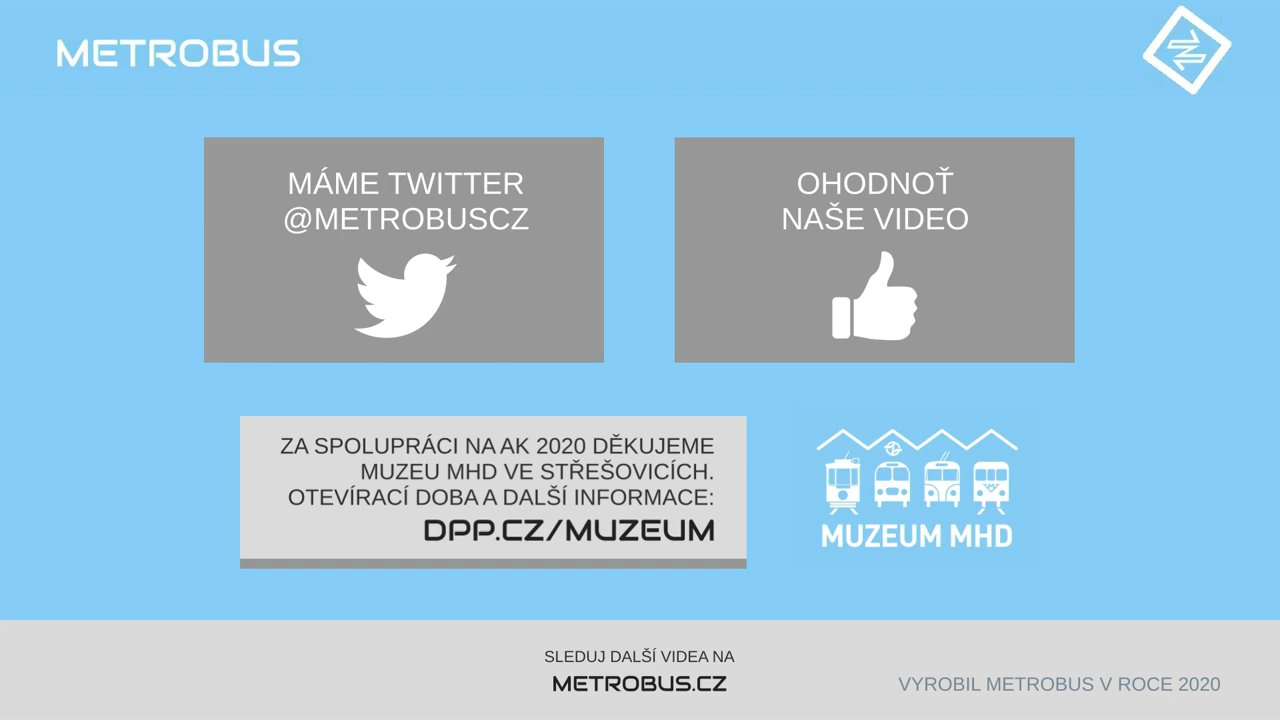 METROBUS
MÁME TWITTER
@METROBUSCZ
OHODNOŤ
NAŠE VIDEO
ZA SPOLUPRÁCI NA AK 2020 DĚKUJEME
MUZEU MHD VE STŘEŠOVICÍCH.
OTEVÍRACÍ DOBA A DALŠÍ INFORMACE:
DPP.CZ/MUZEUM
MUZEUM MHD
SLEDUJ DALŠÍ VIDEA NA
METROBUS.CZ
VYROBIL METROBUS V ROCE 2020